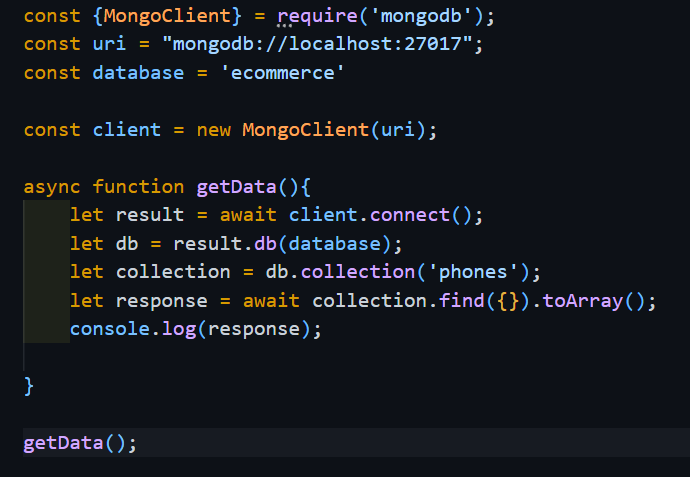 const {MongoClient} = require('mongodb');
const uri = "mongodb://localhost:27017";
const database = 'ecommerce'
const client = new MongoClient(uri);
async function getData(){
let result = await client.connect();
let db = result.db(database);
let collection = db.collection('phones');
let response = await collection.find({}).toArray();
console.log(response);
}
getData();